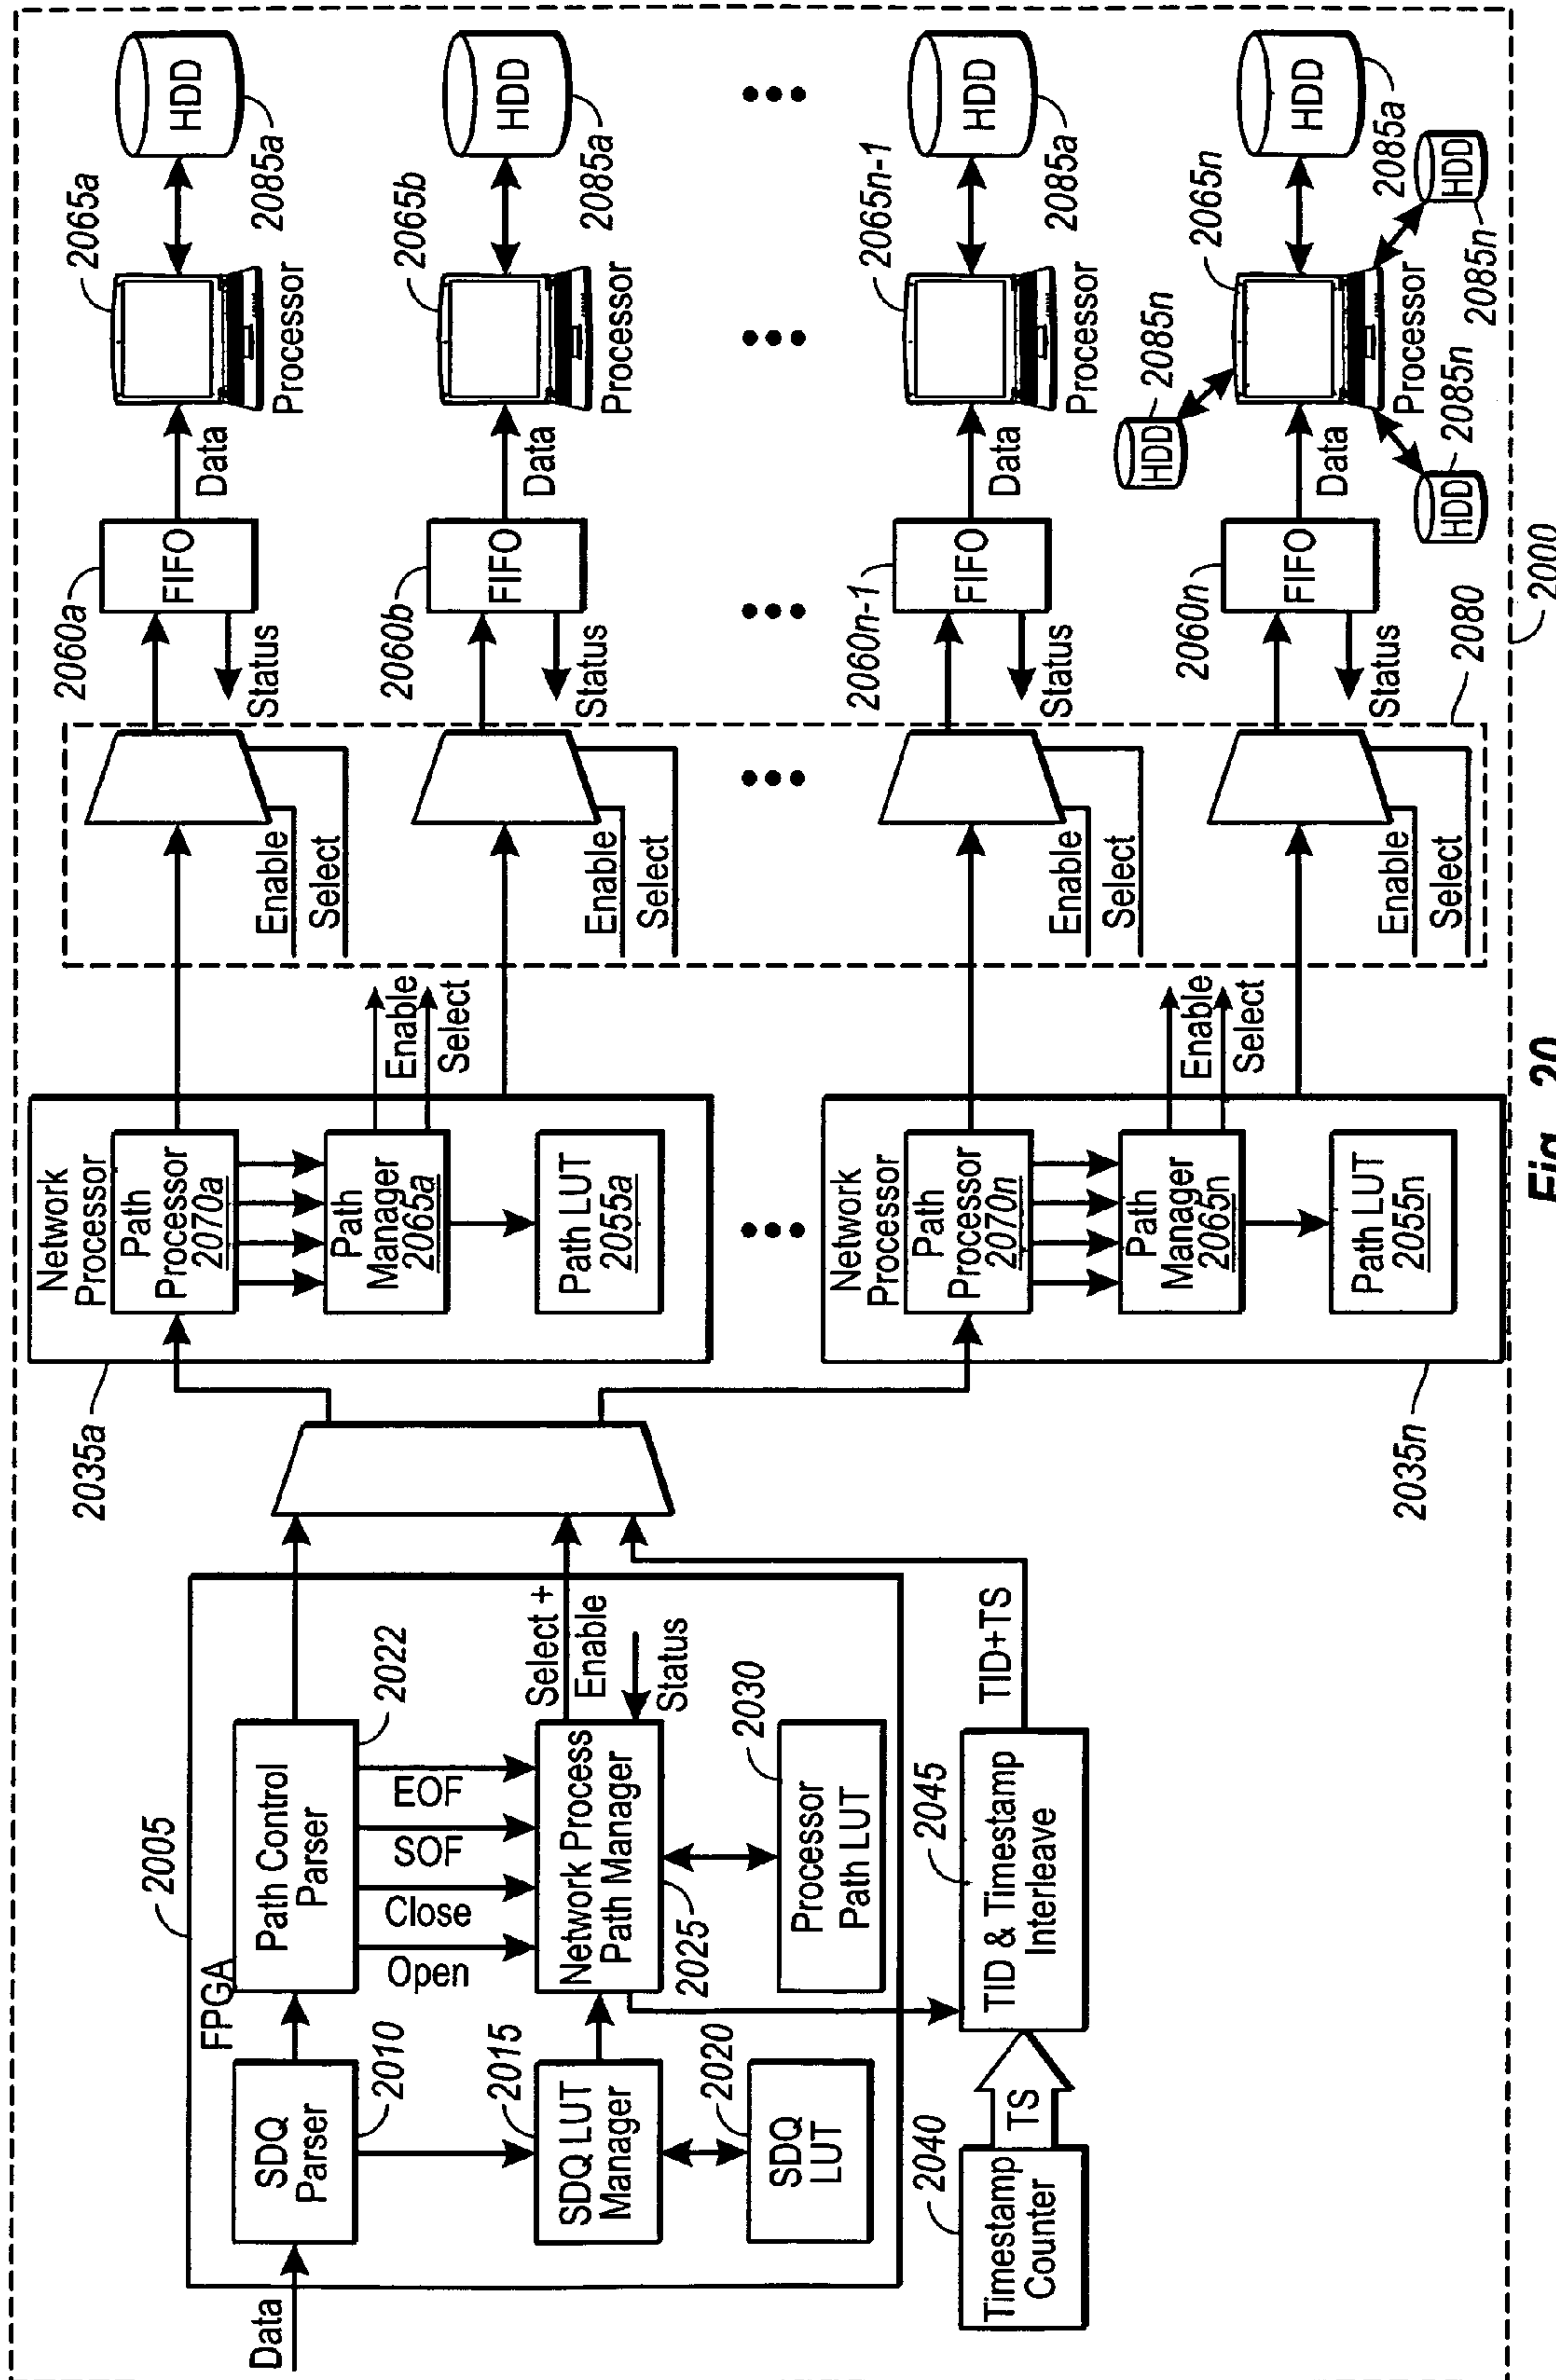 Data
2005
FPGA
SDQ
Parser
2010
Path Control
Parser
2022
Open
Close
SOF
EOF
SDQ LUT
Manager
2015
Network Process
Path Manager
2025
Select +
Enable
Status
SDQ
LUT
2020
Processor
Path LUT
2030
Timestamp
Counter
2040
TS
TID & Timestamp
Interleave
2045
TID+TS
2035a
Network
Processor
Path
Processor
2070a
Path
Manager
2065a
Path LUT
2055a
Enable
Select
2035n
Network
Processor
Path
Processor
2070n
Path
Manager
2065n
Path LUT
2055n
Enable
Select
Enable
Select
Enable
Select
Enable
Select
Enable
Select
2080
2060a
FIFO
Status
Data
2065a
Processor
HDD
2085a
2060b
FIFO
Status
Data
2065b
Processor
HDD
2085a
2060n-1
FIFO
Status
Data
2065n-1
Processor
HDD
2085a
2060n
FIFO
Status
Data
2065n
Processor
HDD
2085a
HDD
2085n
HDD
2085n
HDD
2085n
2000
Fig. 20